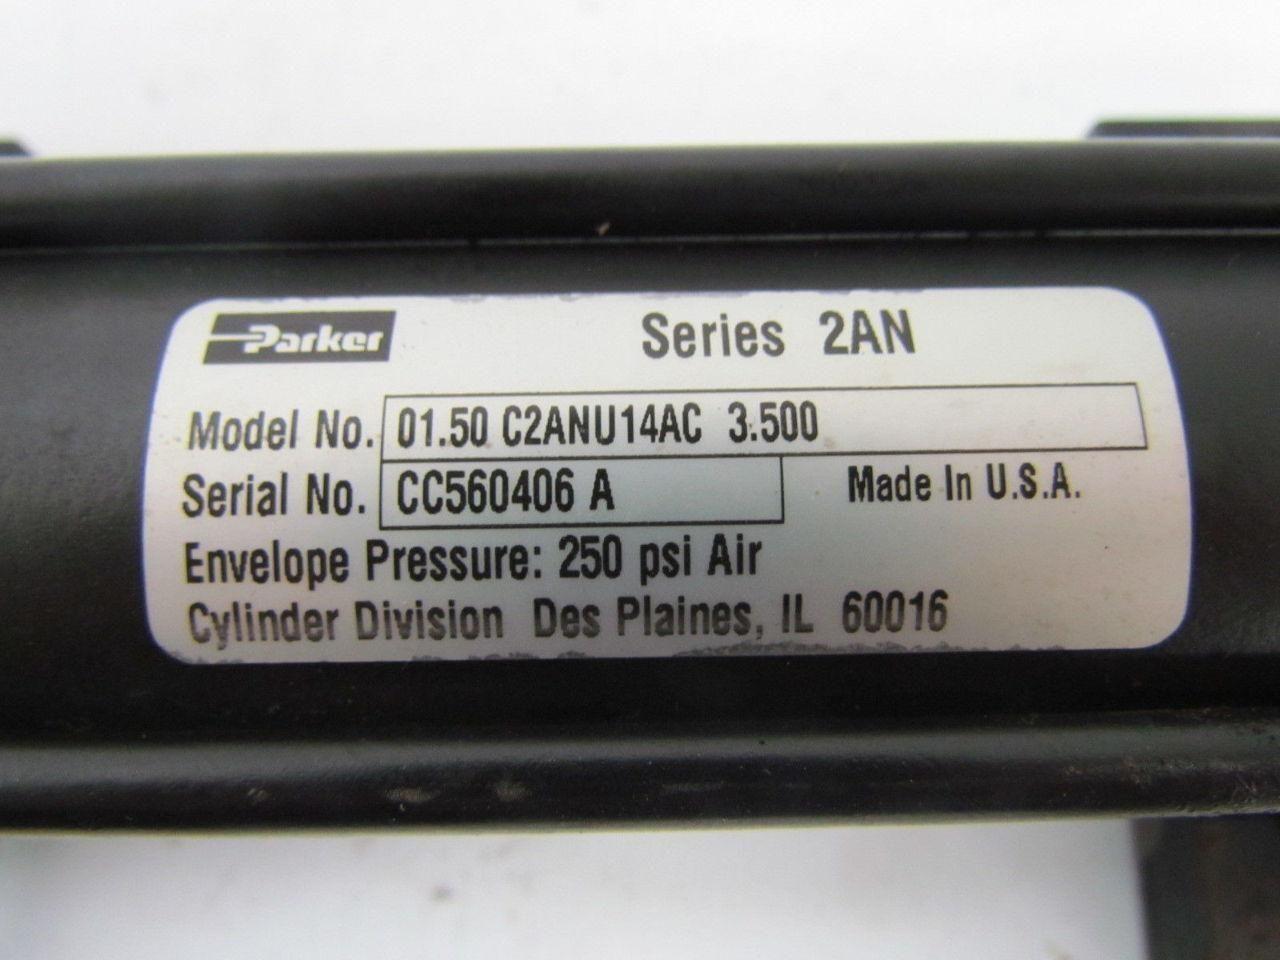 Parker Series 2AN
Model No. 01.50 C2ANU14AC 3.500
Serial No. CC560406 A Made In U.S.A.
Envelope Pressure: 250 psi Air
Cylinder Division Des Plaines, IL 60016